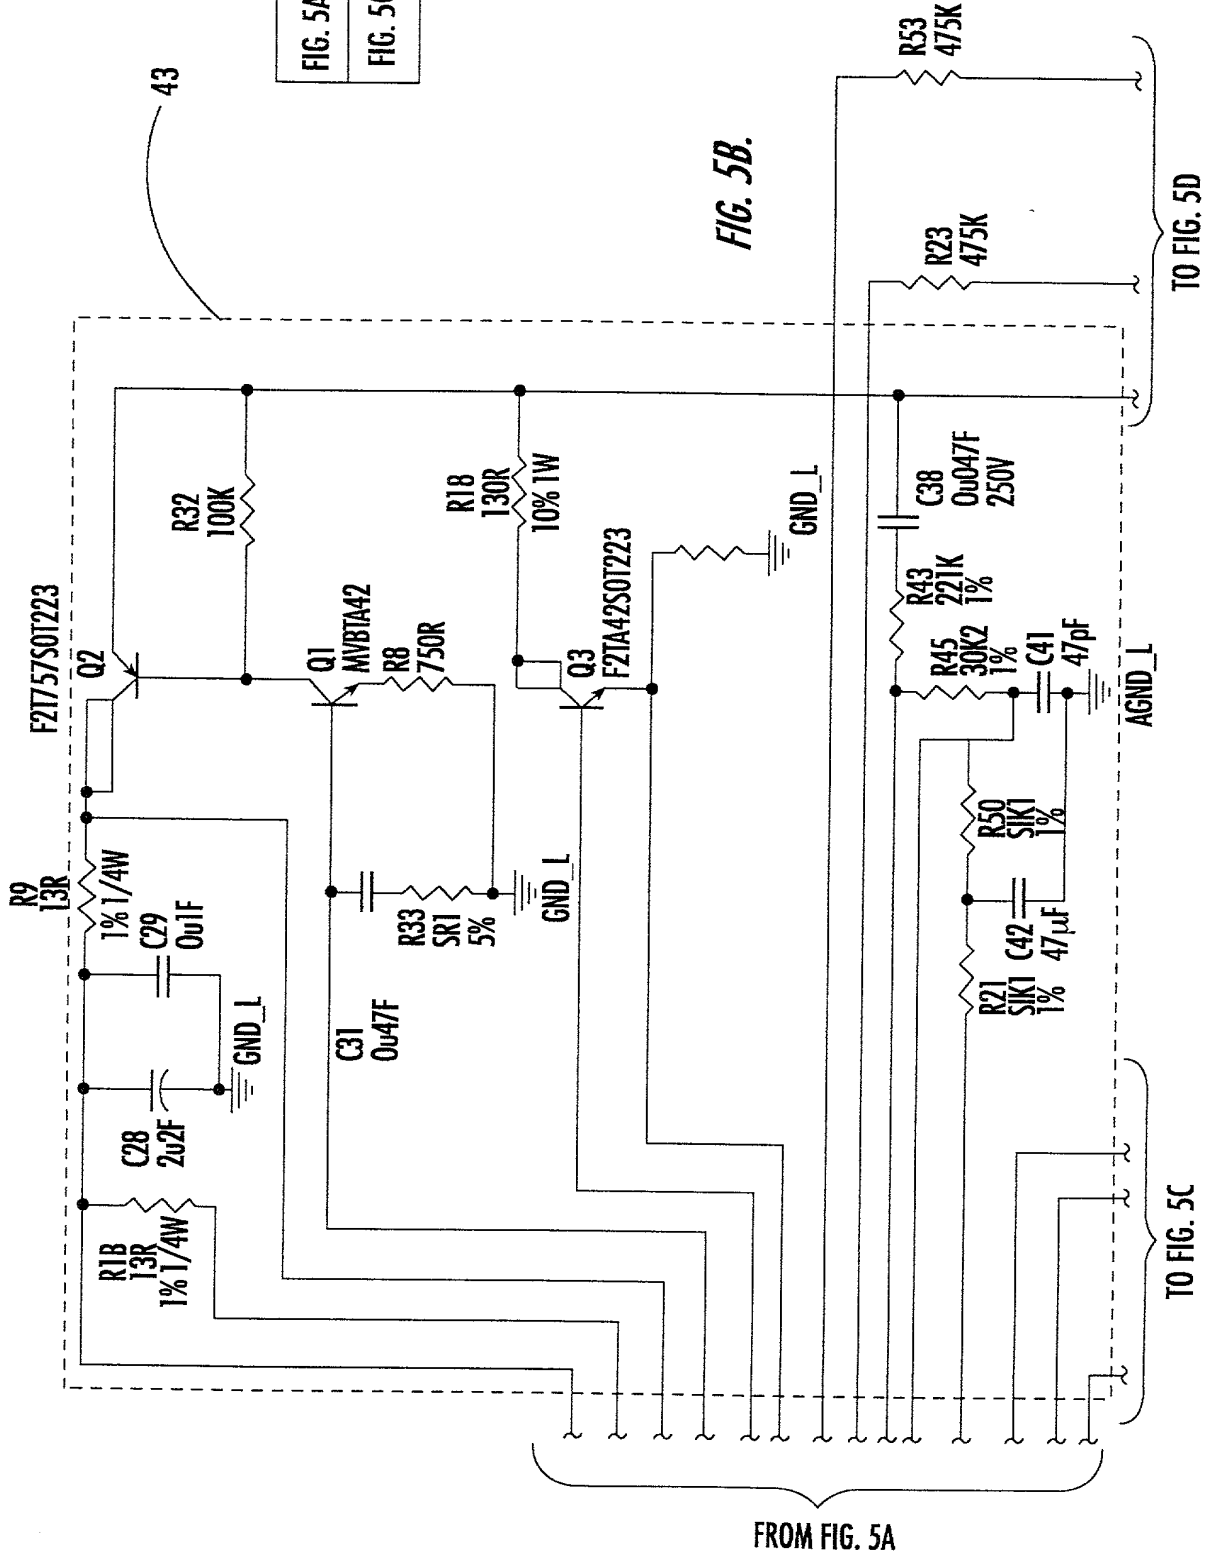 FIG. 5A
FIG. 5C
43
FIG. 5B.
R53
475K
R23
475K
TO FIG. 5D
F2T757SOT223
Q2
R32
100K
R9
13R
1% 1/4W
C29
0u1F
GND_L
C28
2u2F
R1B
13R
1% 1/4W
Q1
MVBTA42
R8
750R
R33
SR1
5%
GND_L
C31
0u47F
R18
130R
10% 1W
Q3
F2TA42SOT223
GND_L
C38
0u047F
250V
R43
221K
1%
R45
30K2
1%
C41
47pF
AGND_L
R50
SIK1
1%
C42
47µF
R21
SIK1
1%
TO FIG. 5C
FROM FIG. 5A